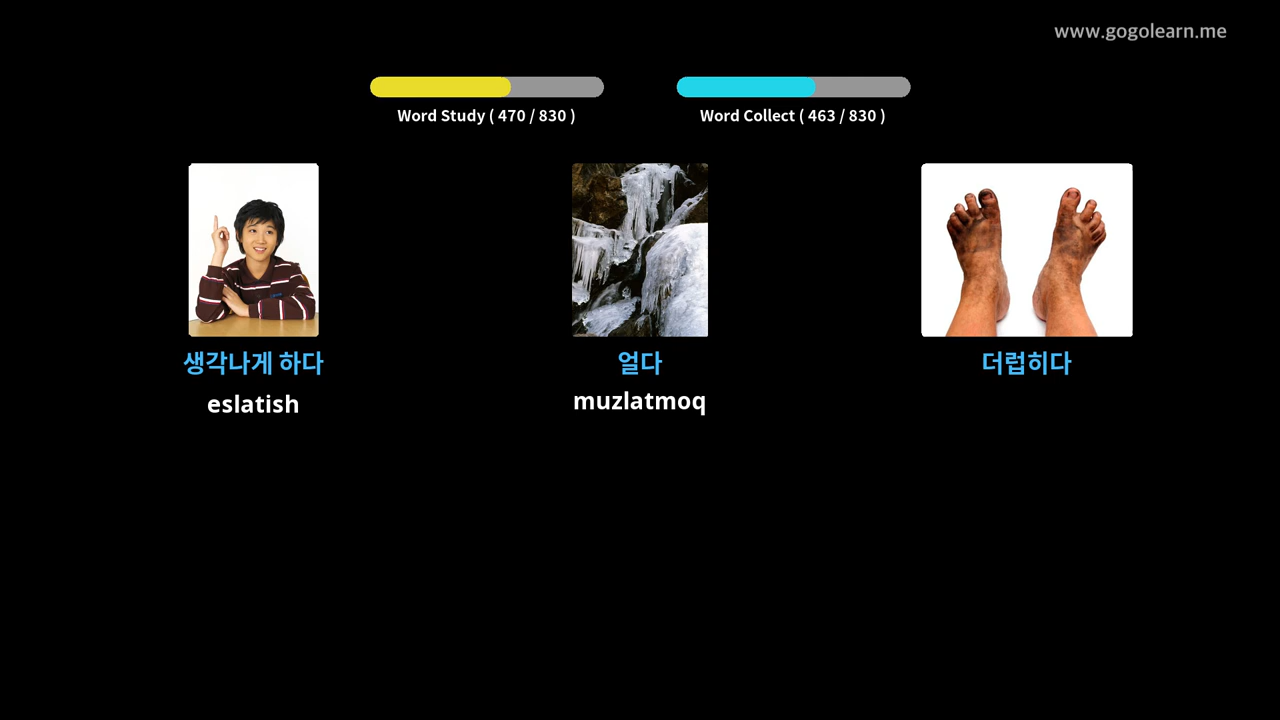 www.gogolearn.me
Word Study ( 470 / 830 )
Word Collect ( 463 / 830 )
생각나게 하다
얼다
더럽히다
eslatish
muzlatmoq